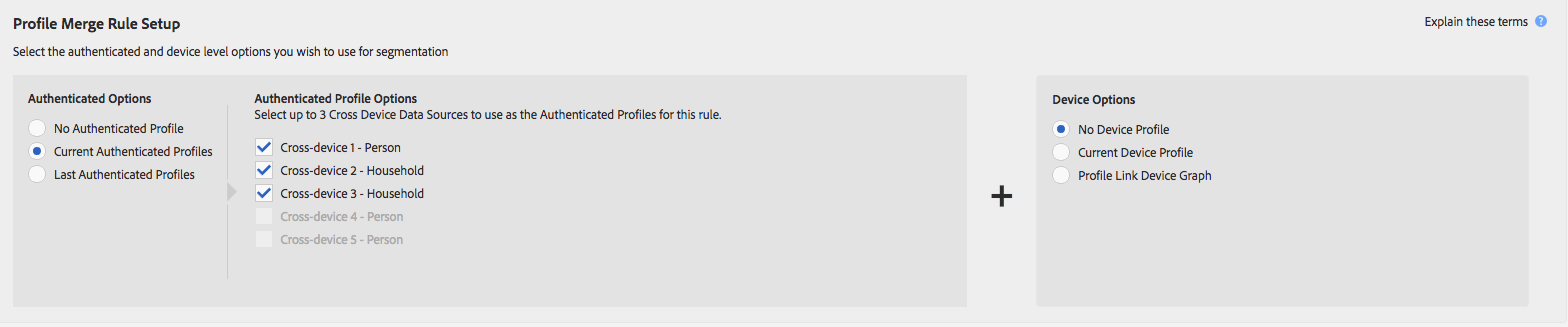 Profile Merge Rule Setup
Explain these terms ?
Select the authenticated and device level options you wish to use for segmentation
Authenticated Options
No Authenticated Profile
Current Authenticated Profiles
Last Authenticated Profiles
Authenticated Profile Options
Select up to 3 Cross Device Data Sources to use as the Authenticated Profiles for this rule.
Cross-device 1 - Person
Cross-device 2 - Household
Cross-device 3 - Household
Cross-device 4 - Person
Cross-device 5 - Person
+
Device Options
No Device Profile
Current Device Profile
Profile Link Device Graph